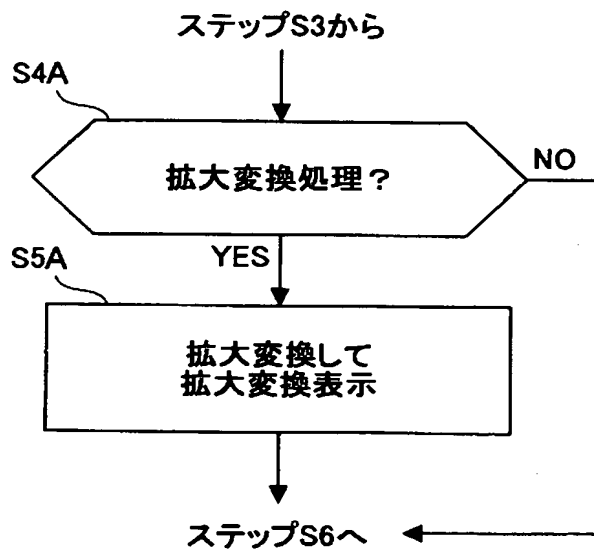 ステップS3から
S4A
拡大変換処理?
NO
YES
S5A
拡大変換して
拡大変換表示
ステップS6へ